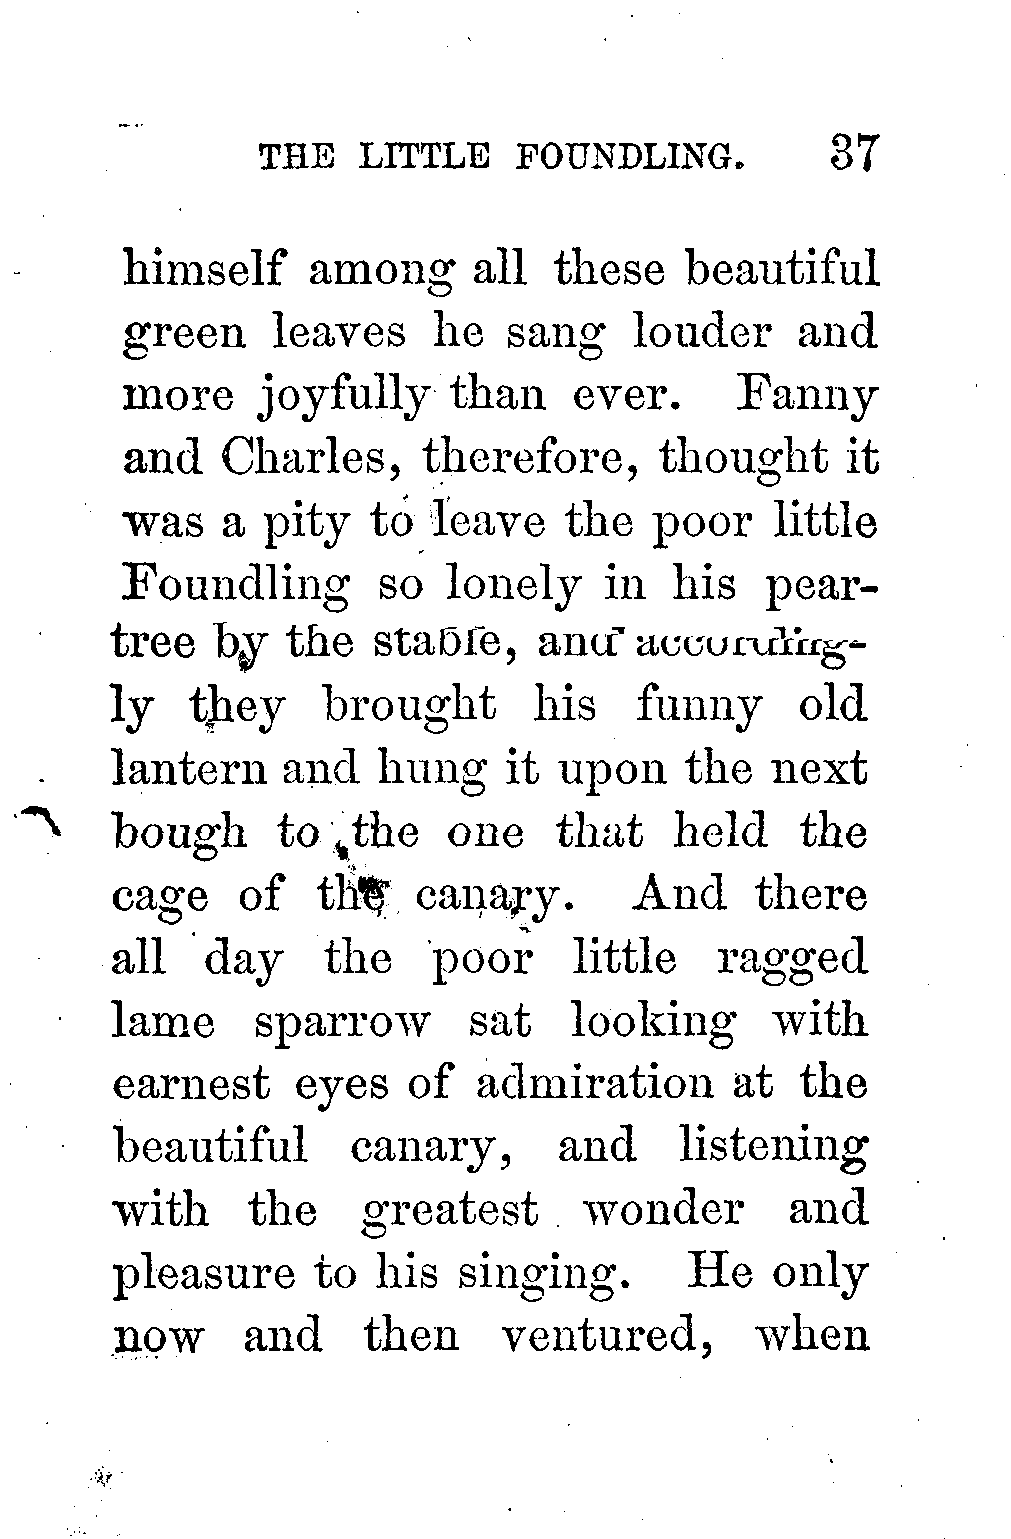 THE LITTLE FOUNDLING. 37
himself among all these beautiful
green leaves he sang louder and
more joyfully than ever. Fanny
and Charles, therefore, thought it
was a pity to leave the poor little
Foundling so lonely in his pear-
tree by the stable, and according-
ly they brought his funny old
lantern and hung it upon the next
bough to the one that held the
cage of the canary. And there
all day the poor little ragged
lame sparrow sat looking with
earnest eyes of admiration at the
beautiful canary, and listening
with the greatest wonder and
pleasure to his singing. He only
now and then ventured, when